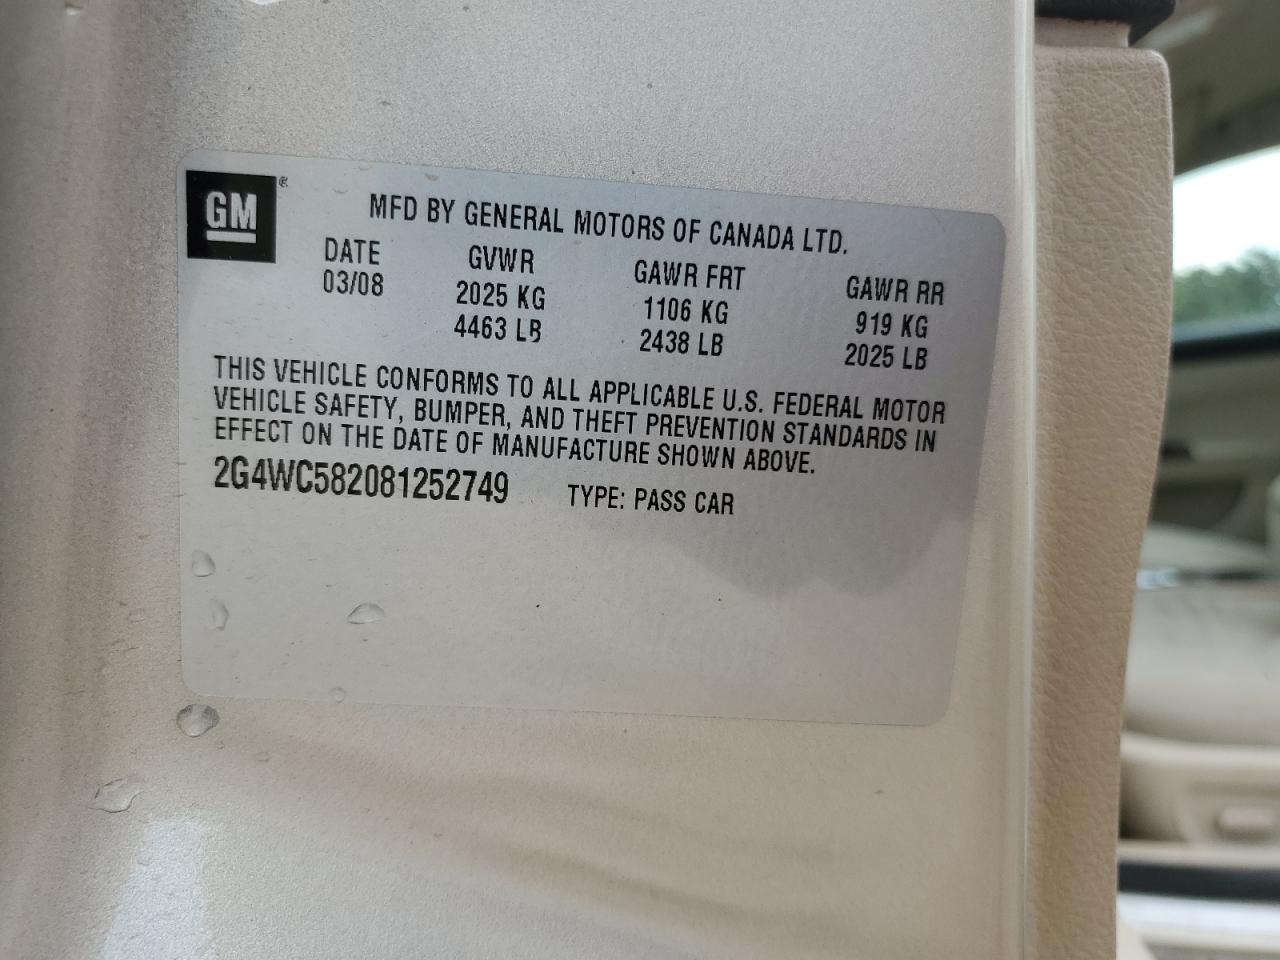 GM ®
MFD BY GENERAL MOTORS OF CANADA LTD.
DATE GVWR GAWR FRT GAWR RR
03/08 2025 KG 1106 KG 919 KG
4463 LB 2438 LB 2025 LB
THIS VEHICLE CONFORMS TO ALL APPLICABLE U.S. FEDERAL MOTOR
VEHICLE SAFETY, BUMPER, AND THEFT PREVENTION STANDARDS IN
EFFECT ON THE DATE OF MANUFACTURE SHOWN ABOVE.
2G4WC582081252749 TYPE: PASS CAR